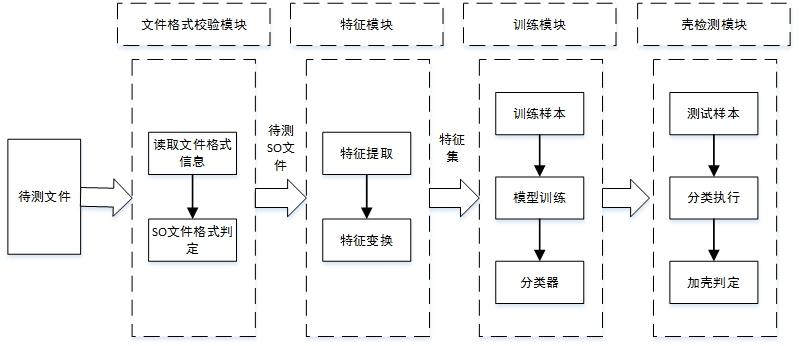 文件格式校验模块
特征模块
训练模块
壳检测模块
待测文件
读取文件格式
信息
SO文件格式判
定
待测
SO文
件
特征提取
特征变换
特征
集
训练样本
模型训练
分类器
测试样本
分类执行
加壳判定